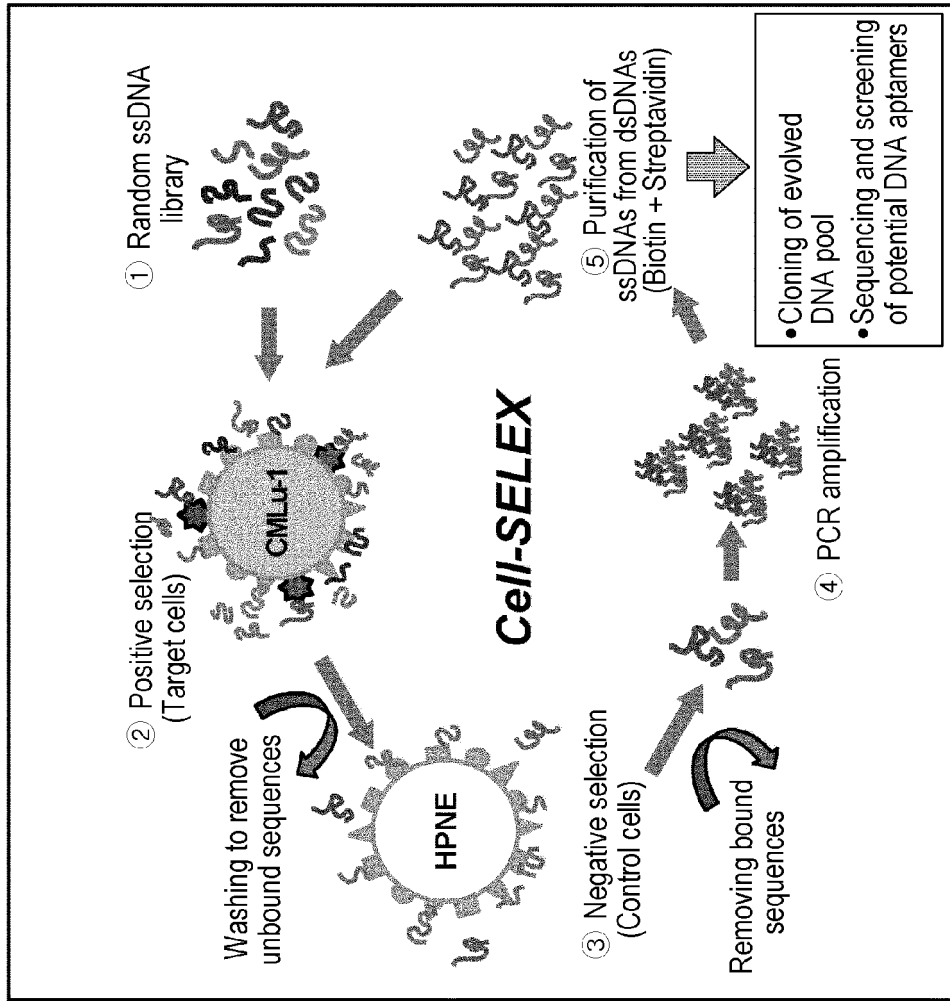 ① Random ssDNA
library
② Positive selection
(Target cells)
CMLu-1
Washing to remove
unbound sequences
HPNE
③ Negative selection
(Control cells)
Removing bound
sequences
④ PCR amplification
⑤ Purification of
ssDNAs from dsDNAs
(Biotin + Streptavidin)
Cell-SELEX
• Cloning of evolved
DNA pool
• Sequencing and screening
of potential DNA aptamers